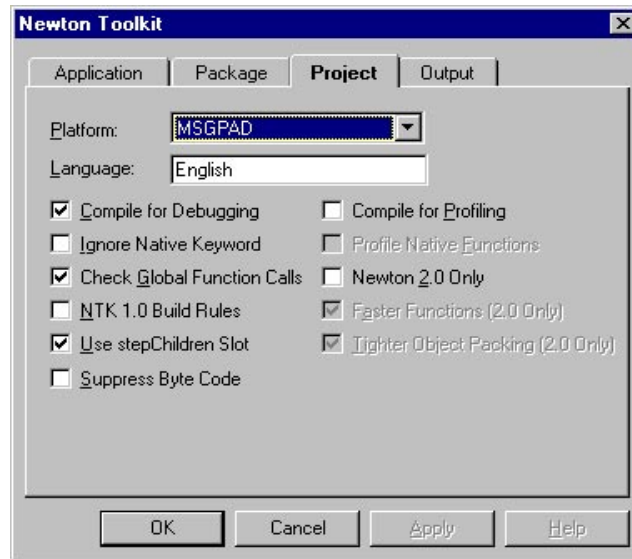 Newton Toolkit
Application Package Project Output
Platform: MSGPAD
Language: English
Compile for Debugging Compile for Profiling
Ignore Native Keyword Profile Native Functions
Check Global Function Calls Newton 2.0 Only
NTK 1.0 Build Rules Faster Functions (2.0 Only)
Use stepChildren Slot Tighter Object Packing (2.0 Only)
Suppress Byte Code
OK Cancel Apply Help